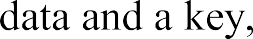 data and a key,